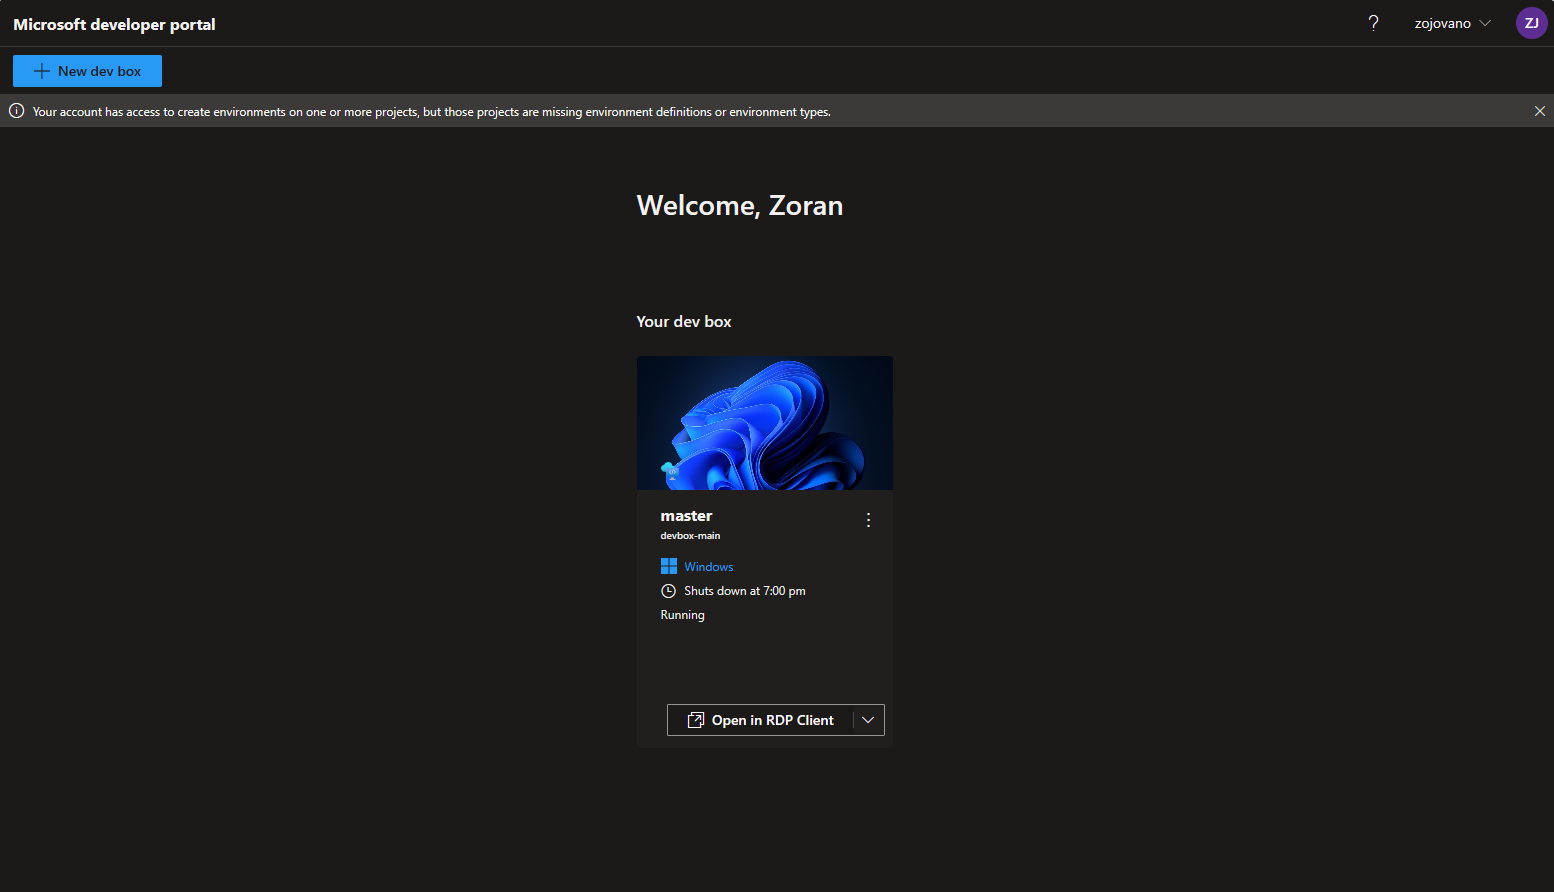 Microsoft developer portal
? zojovano ZJ
+ New dev box
Your account has access to create environments on one or more projects, but those projects are missing environment definitions or environment types.
Welcome, Zoran
Your dev box
master
devbox-main
Windows
Shuts down at 7:00 pm
Running
Open in RDP Client